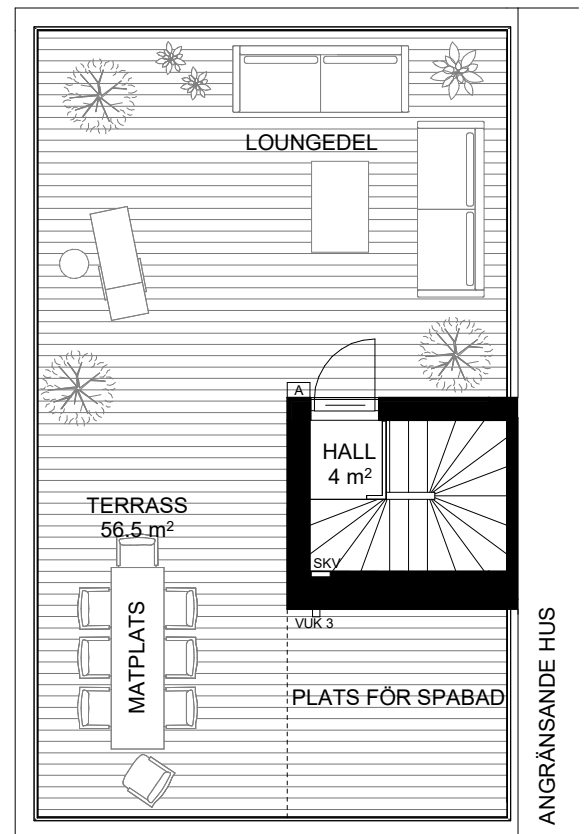 LOUNGEDEL
A
HALL
4 m²
TERRASS
56.5 m²
SKV
VUK 3
MATPLATS
PLATS FÖR SPABAD
ANGRÄNSANDE HUS